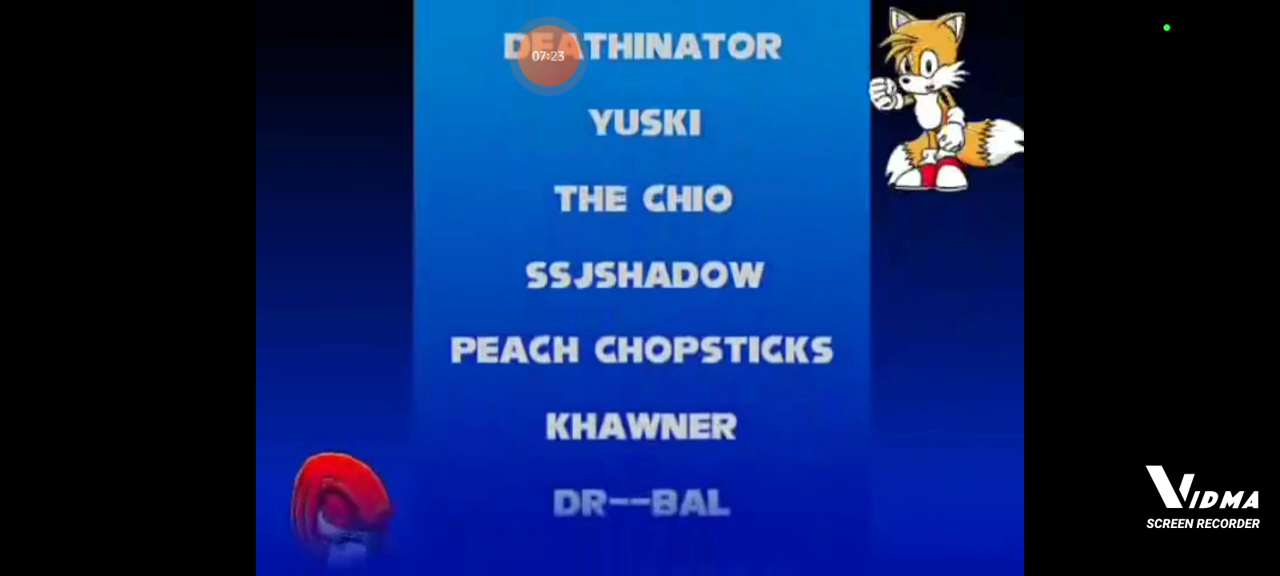 DEATHINATOR
07:23
YUSKI
THE CHIO
SSJSHADOW
PEACH CHOPSTICKS
KHAWNER
DR--BAL
VIDMA
SCREEN RECORDER